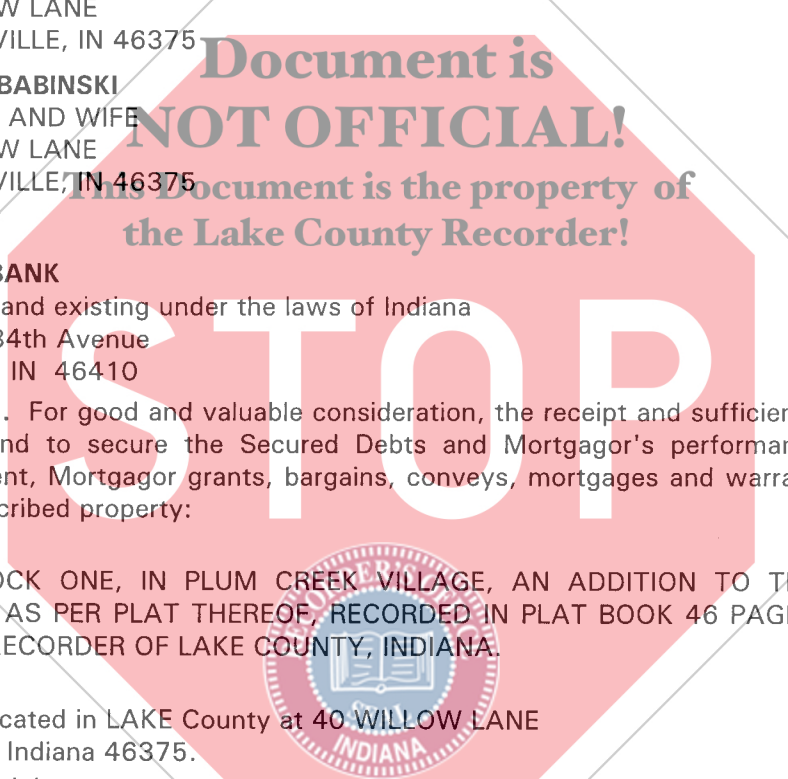 W LANE
VILLE, IN 46375
Document is
BABINSKI
AND WIFE
NOT OFFICIAL!
W LANE
VILLE, IN 46375
This Document is the property of
the Lake County Recorder!
BANK
and existing under the laws of Indiana
34th Avenue
IN 46410
STOP
. For good and valuable consideration, the receipt and sufficien
nd to secure the Secured Debts and Mortgagor's performan
ent, Mortgagor grants, bargains, conveys, mortgages and warra
scribed property:
OCK ONE, IN PLUM CREEK VILLAGE, AN ADDITION TO T
AS PER PLAT THEREOF, RECORDED IN PLAT BOOK 46 PAG
RECORDER OF LAKE COUNTY, INDIANA.
SEAL
INDIANA
cated in LAKE County at 40 WILLOW LANE
Indiana 46375.